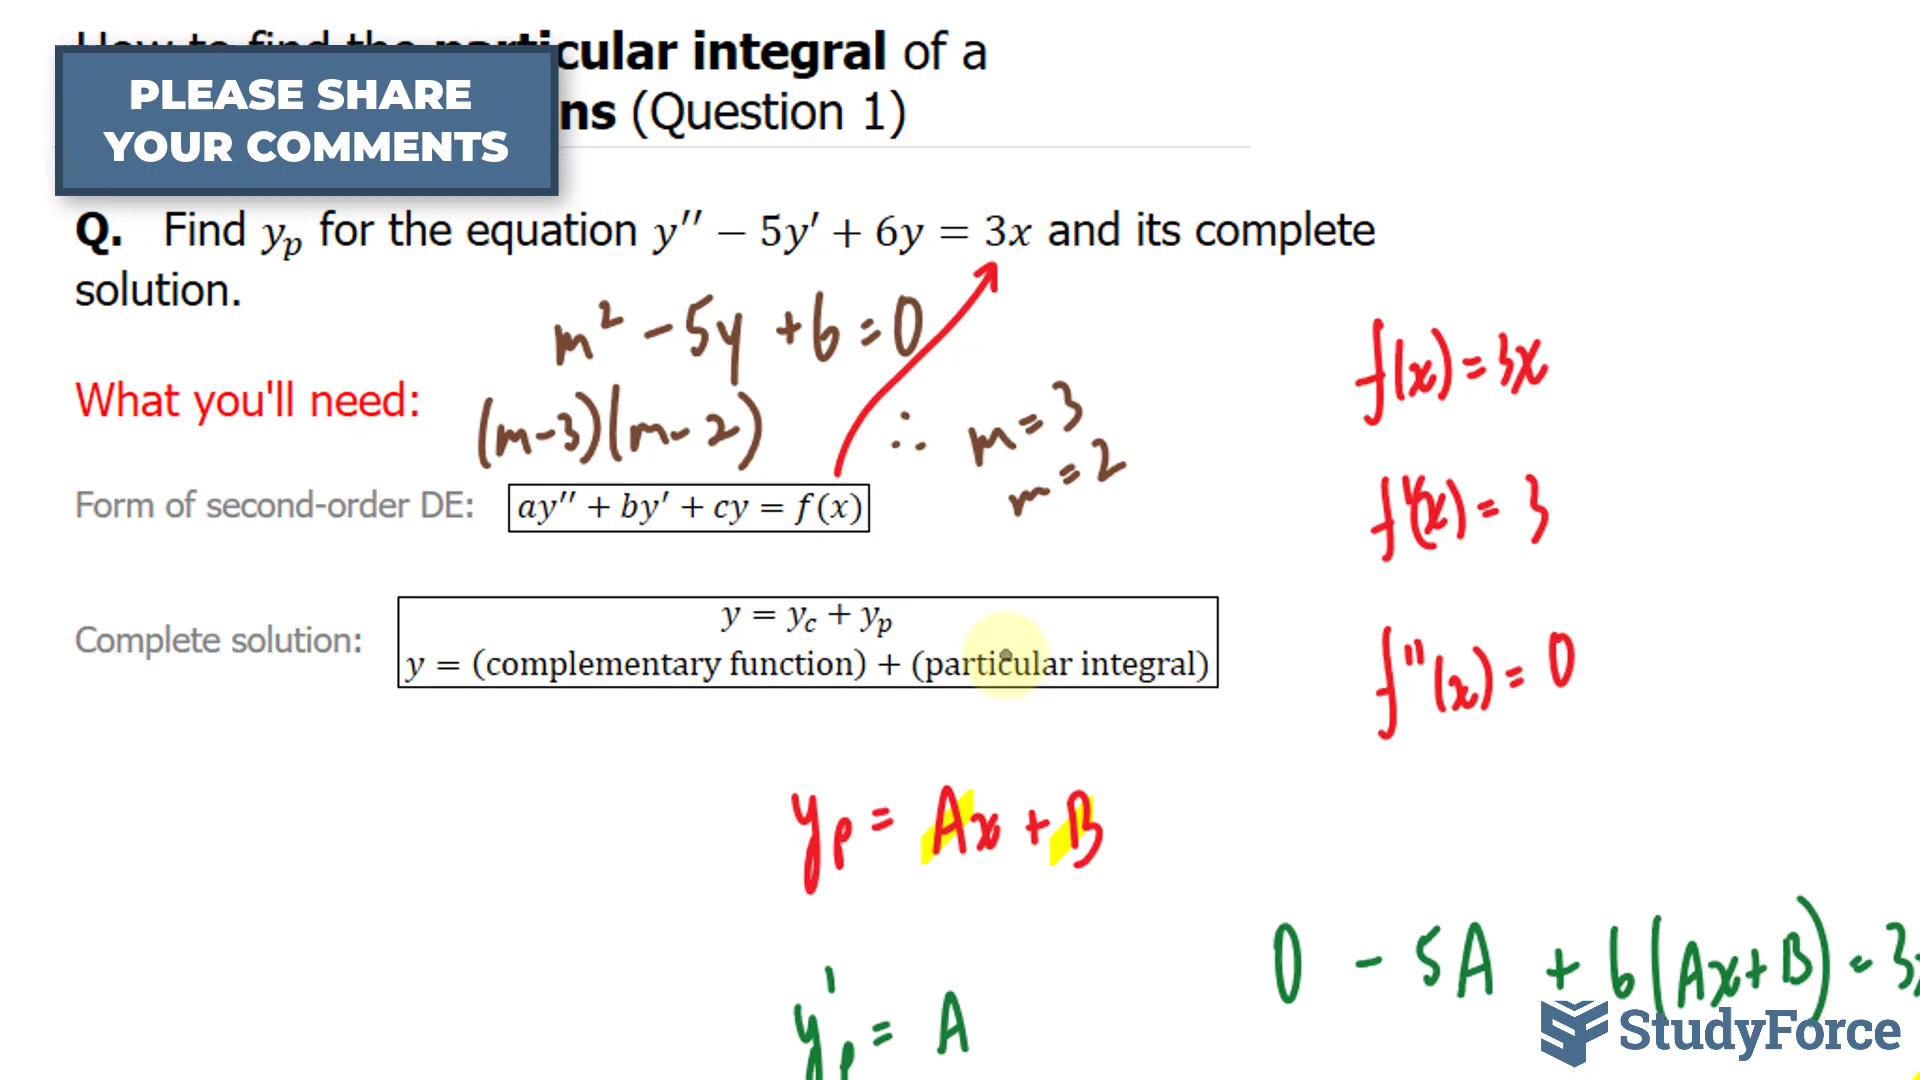 particular integral of a
PLEASE SHARE
YOUR COMMENTS
ns (Question 1)
Q. Find yₚ for the equation y′′ − 5y′ + 6y = 3x and its complete
solution.
m² - 5y + 6 = 0
f(x) = 3x
What you'll need:
(m-3)(m-2) ∴ m = 3
m = 2
Form of second-order DE: ay′′ + by′ + cy = f(x)
f'(x) = 3
Complete solution:
y = y_c + yₚ
y = (complementary function) + (particular integral)
f"(x) = 0
yₚ = Ax + B
0 - 5A + 6(Ax+B) = 3x
y'ₚ = A
StudyForce